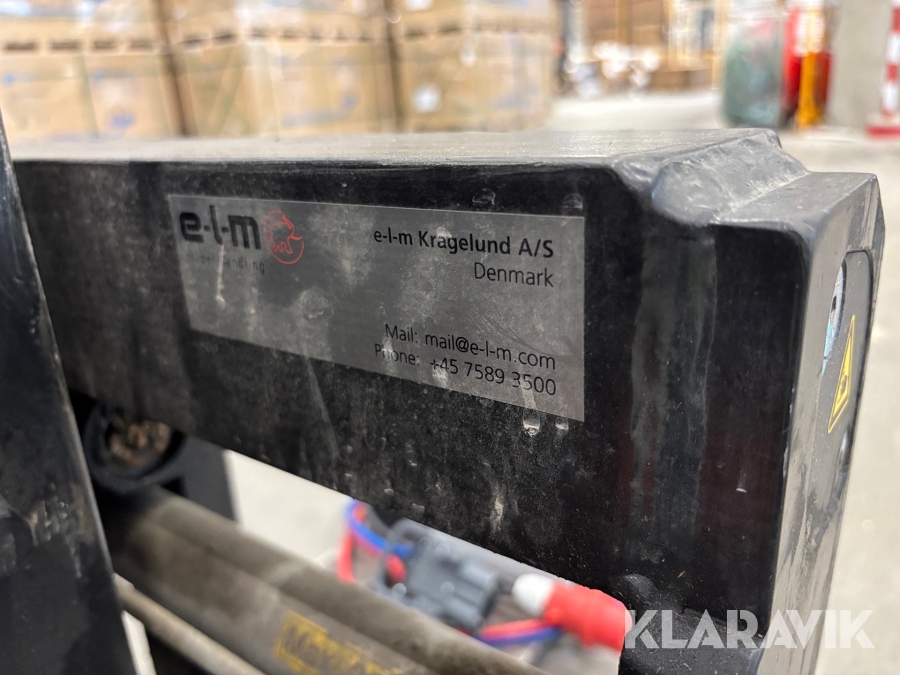 e-l-m
e-l-m Kragelund A/S
Denmark
Mail: mail@e-l-m.com
Phone: +45 7589 3500
KLARAVIK